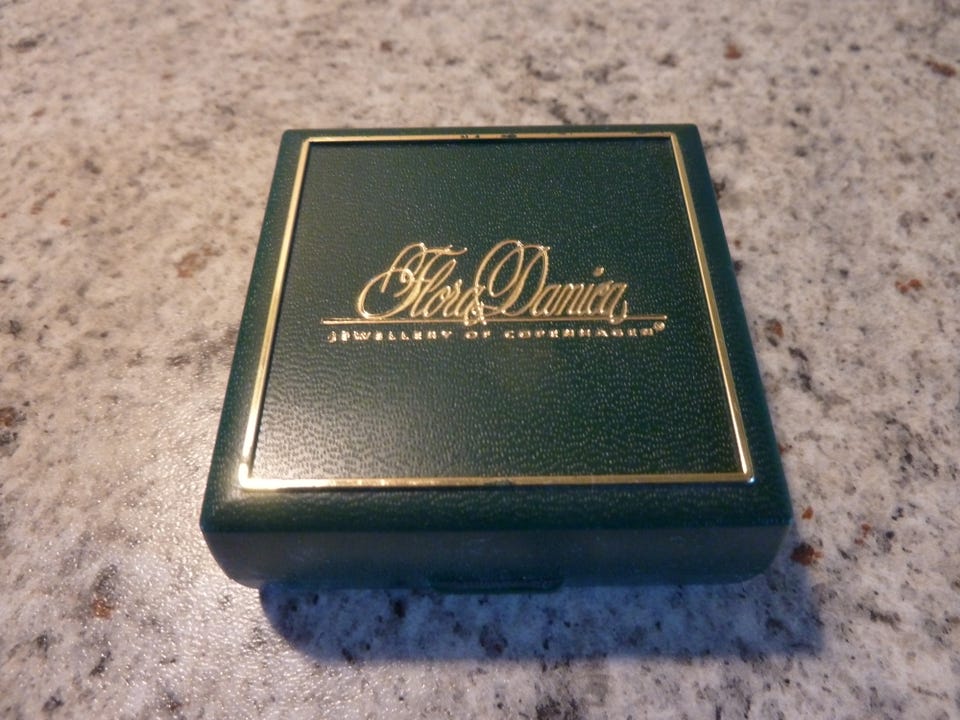 Flora Danica
JEWELLERY OF COPENHAGEN®